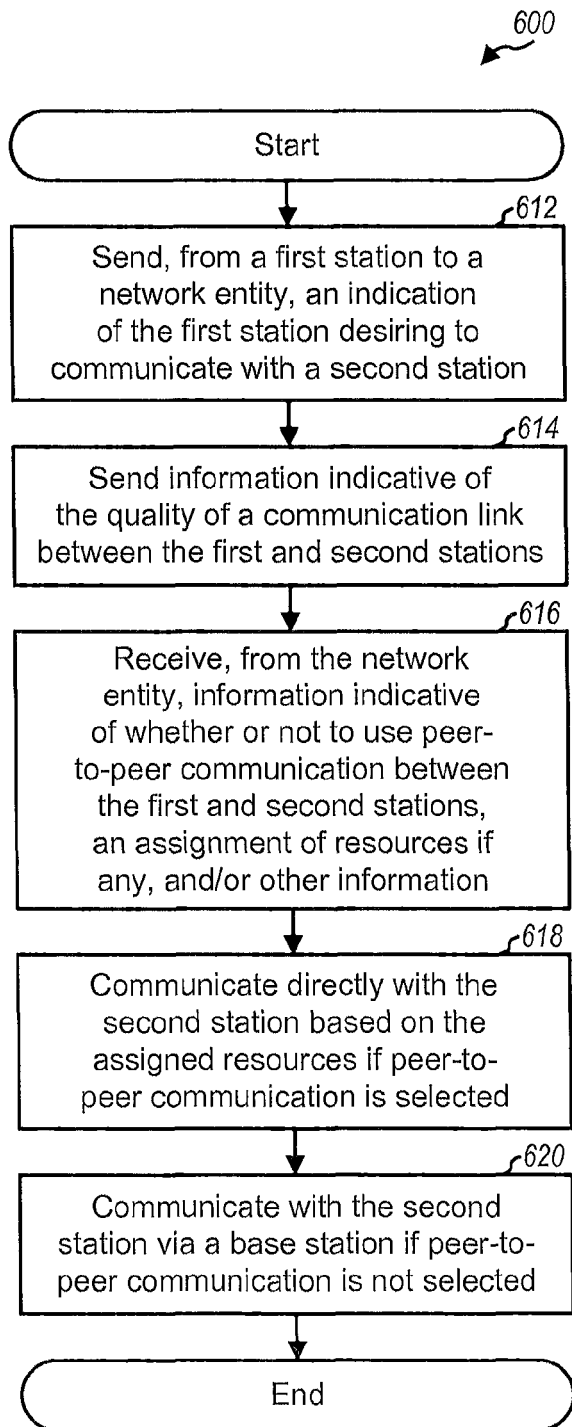 600
Start
612
Send, from a first station to a
network entity, an indication
of the first station desiring to
communicate with a second station
614
Send information indicative of
the quality of a communication link
between the first and second stations
616
Receive, from the network
entity, information indicative
of whether or not to use peer-
to-peer communication between
the first and second stations,
an assignment of resources if
any, and/or other information
618
Communicate directly with the
second station based on the
assigned resources if peer-to-
peer communication is selected
620
Communicate with the second
station via a base station if peer-to-
peer communication is not selected
End